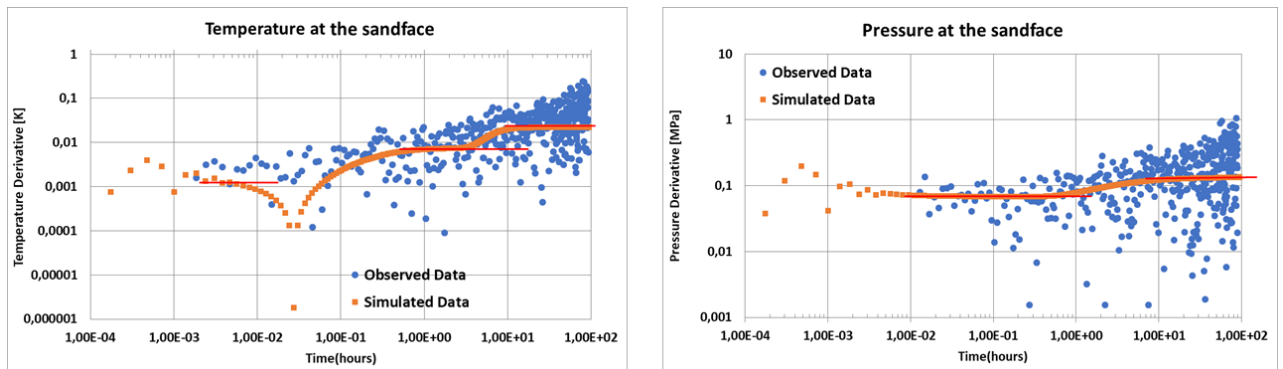 Temperature at the sandface
1
0,1
0,01
0,001
0,0001
0,00001
0,000001
Temperature Derivative [K]
Observed Data
Simulated Data
1,00E-04 1,00E-03 1,00E-02 1,00E-01 1,00E+00 1,00E+01 1,00E+02
Time(hours)
Pressure at the sandface
10
1
0,1
0,01
0,001
Pressure Derivative [MPa]
Observed Data
Simulated Data
1,00E-04 1,00E-03 1,00E-02 1,00E-01 1,00E+00 1,00E+01 1,00E+02
Time(hours)